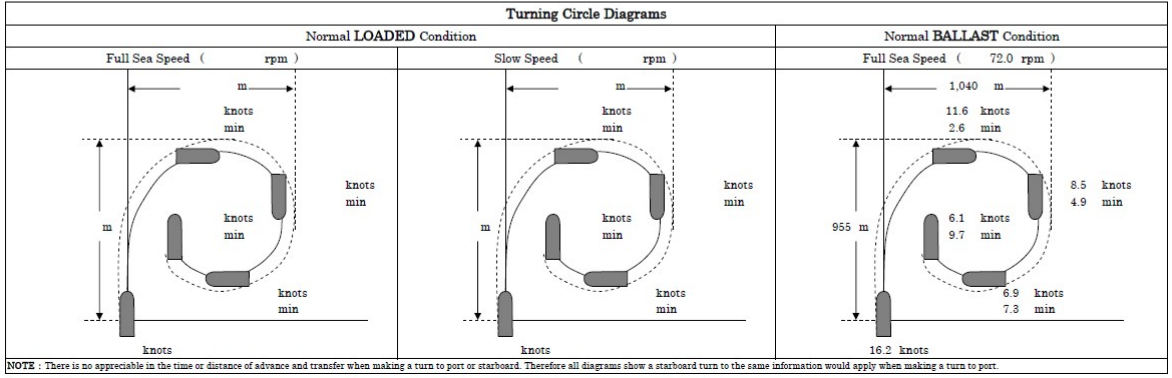 Turning Circle Diagrams
Normal LOADED Condition
Normal BALLAST Condition
Full Sea Speed ( rpm )
Slow Speed ( rpm )
Full Sea Speed ( 72.0 rpm )
m
knots
min
knots
min
m
knots
min
knots
min
knots
m
knots
min
knots
min
m
knots
min
knots
min
knots
1,040 m
11.6 knots
2.6 min
8.5 knots
4.9 min
955 m
6.1 knots
9.7 min
6.9 knots
7.3 min
16.2 knots
NOTE : There is no appreciable in the time or distance of advance and transfer when making a turn to port or starboard. Therefore all diagrams show a starboard turn to the same information would apply when making a turn to port.